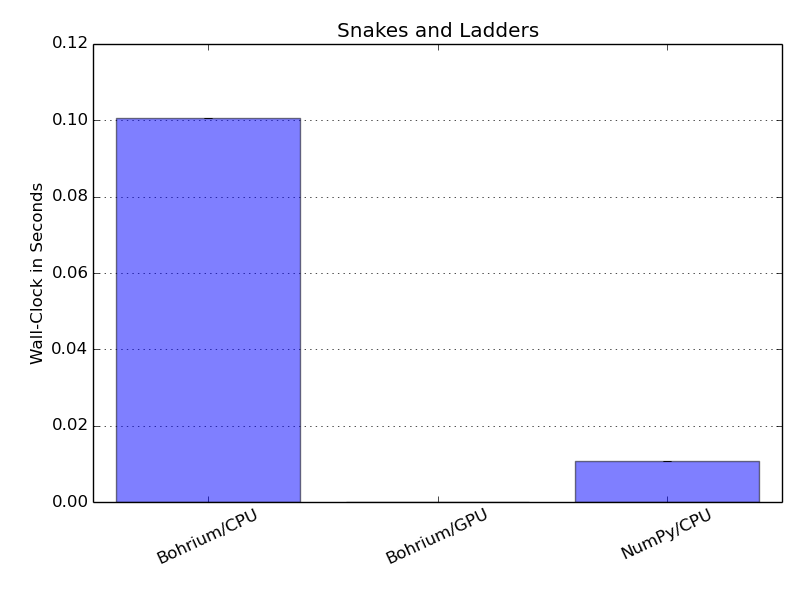 Snakes and Ladders
Wall-Clock in Seconds
0.12
0.10
0.08
0.06
0.04
0.02
0.00
Bohrium/CPU
Bohrium/GPU
NumPy/CPU